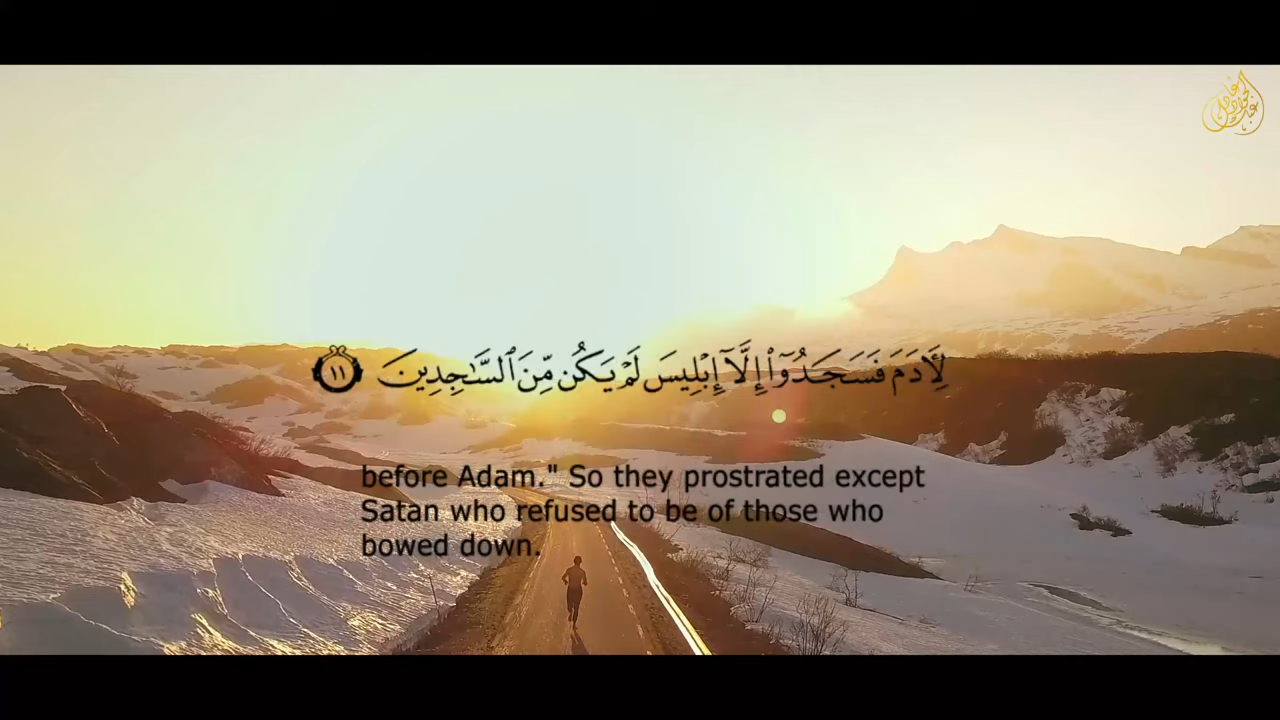 لِأَدَمَ فَسَجَدُوٓا۟ إِلَّآ إِبْلِيسَ لَمْ يَكُن مِّنَ ٱلسَّـٰجِدِينَ ١١
before Adam." So they prostrated except
Satan who refused to be of those who
bowed down.